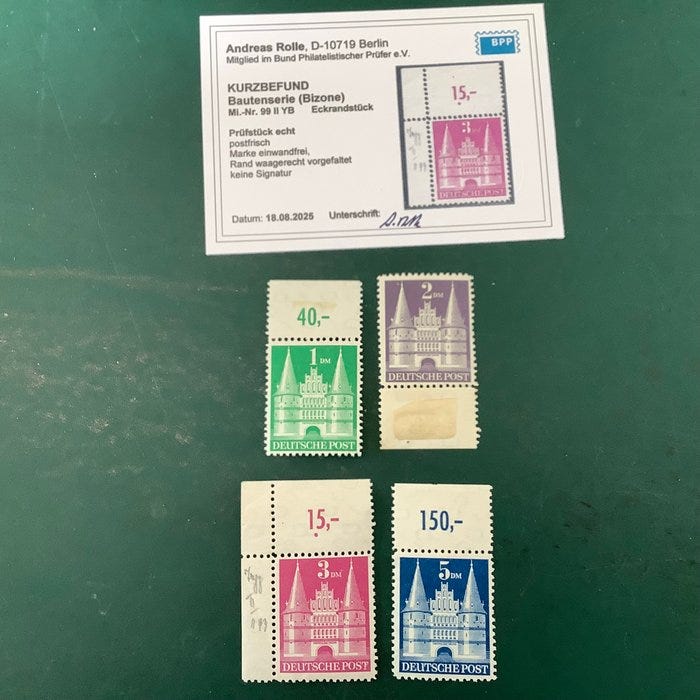 Andreas Rolle, D-10719 Berlin
Mitglied im Bund Philatelistischer Prüfer e.V.
BPP
KURZBEFUND
Bautenserie (Bizone)
Mi.-Nr. 99 II YB Eckrandstück
Prüfstück echt
postfrisch
Marke einwandfrei,
Rand waagerecht vorgefaltet
keine Signatur
Datum: 18.08.2025 Unterschrift:
15,-
3 DM
DEUTSCHE POST
40,-
1 DM
DEUTSCHE POST
2 DM
DEUTSCHE POST
15,-
3 DM
DEUTSCHE POST
150,-
5 DM
DEUTSCHE POST